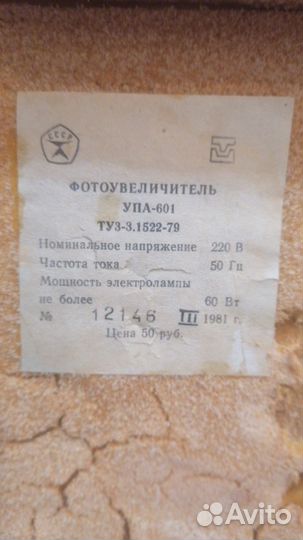 СССР
ФОТОУВЕЛИЧИТЕЛЬ
УПА-601
ТУ3-3.1522-79
Номинальное напряжение 220 В
Частота тока 50 Гц
Мощность электролампы
не более 60 Вт
№ 12146 III 1981 г.
Цена 50 руб.
Avito